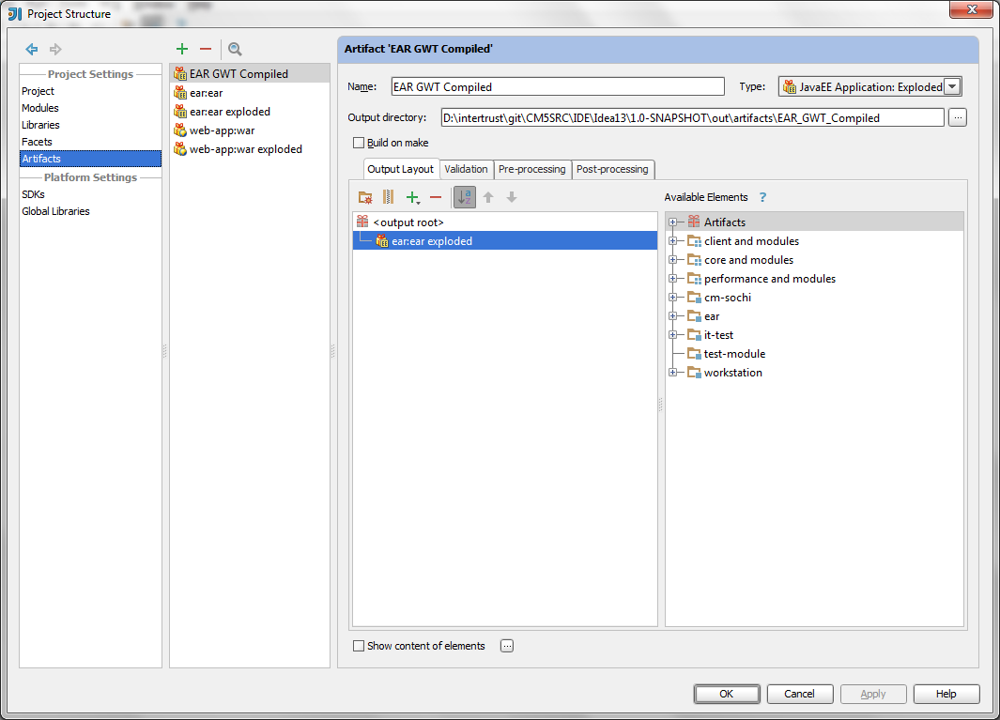 Project Structure
Project Settings
Project
Modules
Libraries
Facets
Artifacts
Platform Settings
SDKs
Global Libraries
EAR GWT Compiled
ear:ear
ear:ear exploded
web-app:war
web-app:war exploded
Artifact 'EAR GWT Compiled'
Name: EAR GWT Compiled Type: JavaEE Application: Exploded
Output directory: D:\intertrust\git\CM5SRC\IDE\Idea13\1.0-SNAPSHOT\out\artifacts\EAR_GWT_Compiled ...
Build on make
Output Layout Validation Pre-processing Post-processing
Available Elements ?
<output root>
ear:ear exploded
Artifacts
client and modules
core and modules
performance and modules
cm-sochi
ear
it-test
test-module
workstation
Show content of elements ...
OK Cancel Apply Help